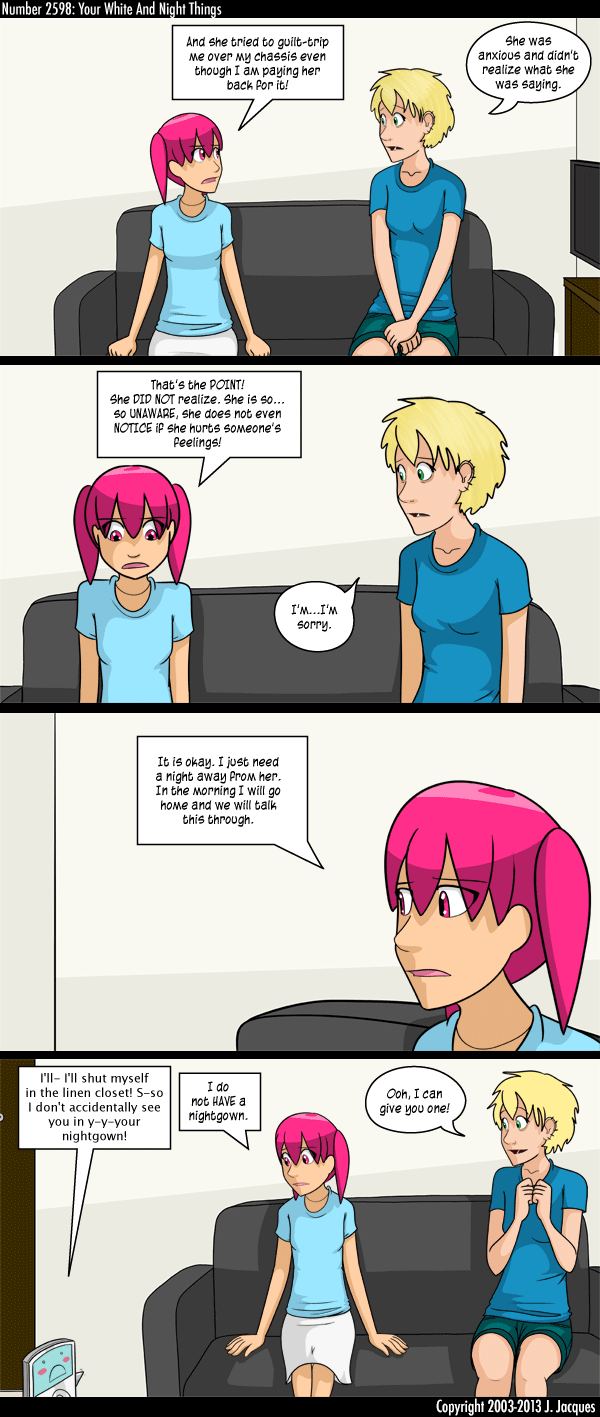 Number 2598: Your White And Night Things
And she tried to guilt-trip
me over my chassis even
though I am paying her
back for it!
She was
anxious and didn't
realize what she
was saying.
That's the POINT!
She DID NOT realize. She is so...
so UNAWARE, she does not even
NOTICE if she hurts someone's
feelings!
I'm...I'm
sorry.
It is okay. I just need
a night away from her.
In the morning I will go
home and we will talk
this through.
I'll- I'll shut myself
in the linen closet! S-so
I don't accidentally see
you in y-y-your
nightgown!
I do
not HAVE a
nightgown.
Ooh, I can
give you one!
Copyright 2003-2013 J. Jacques